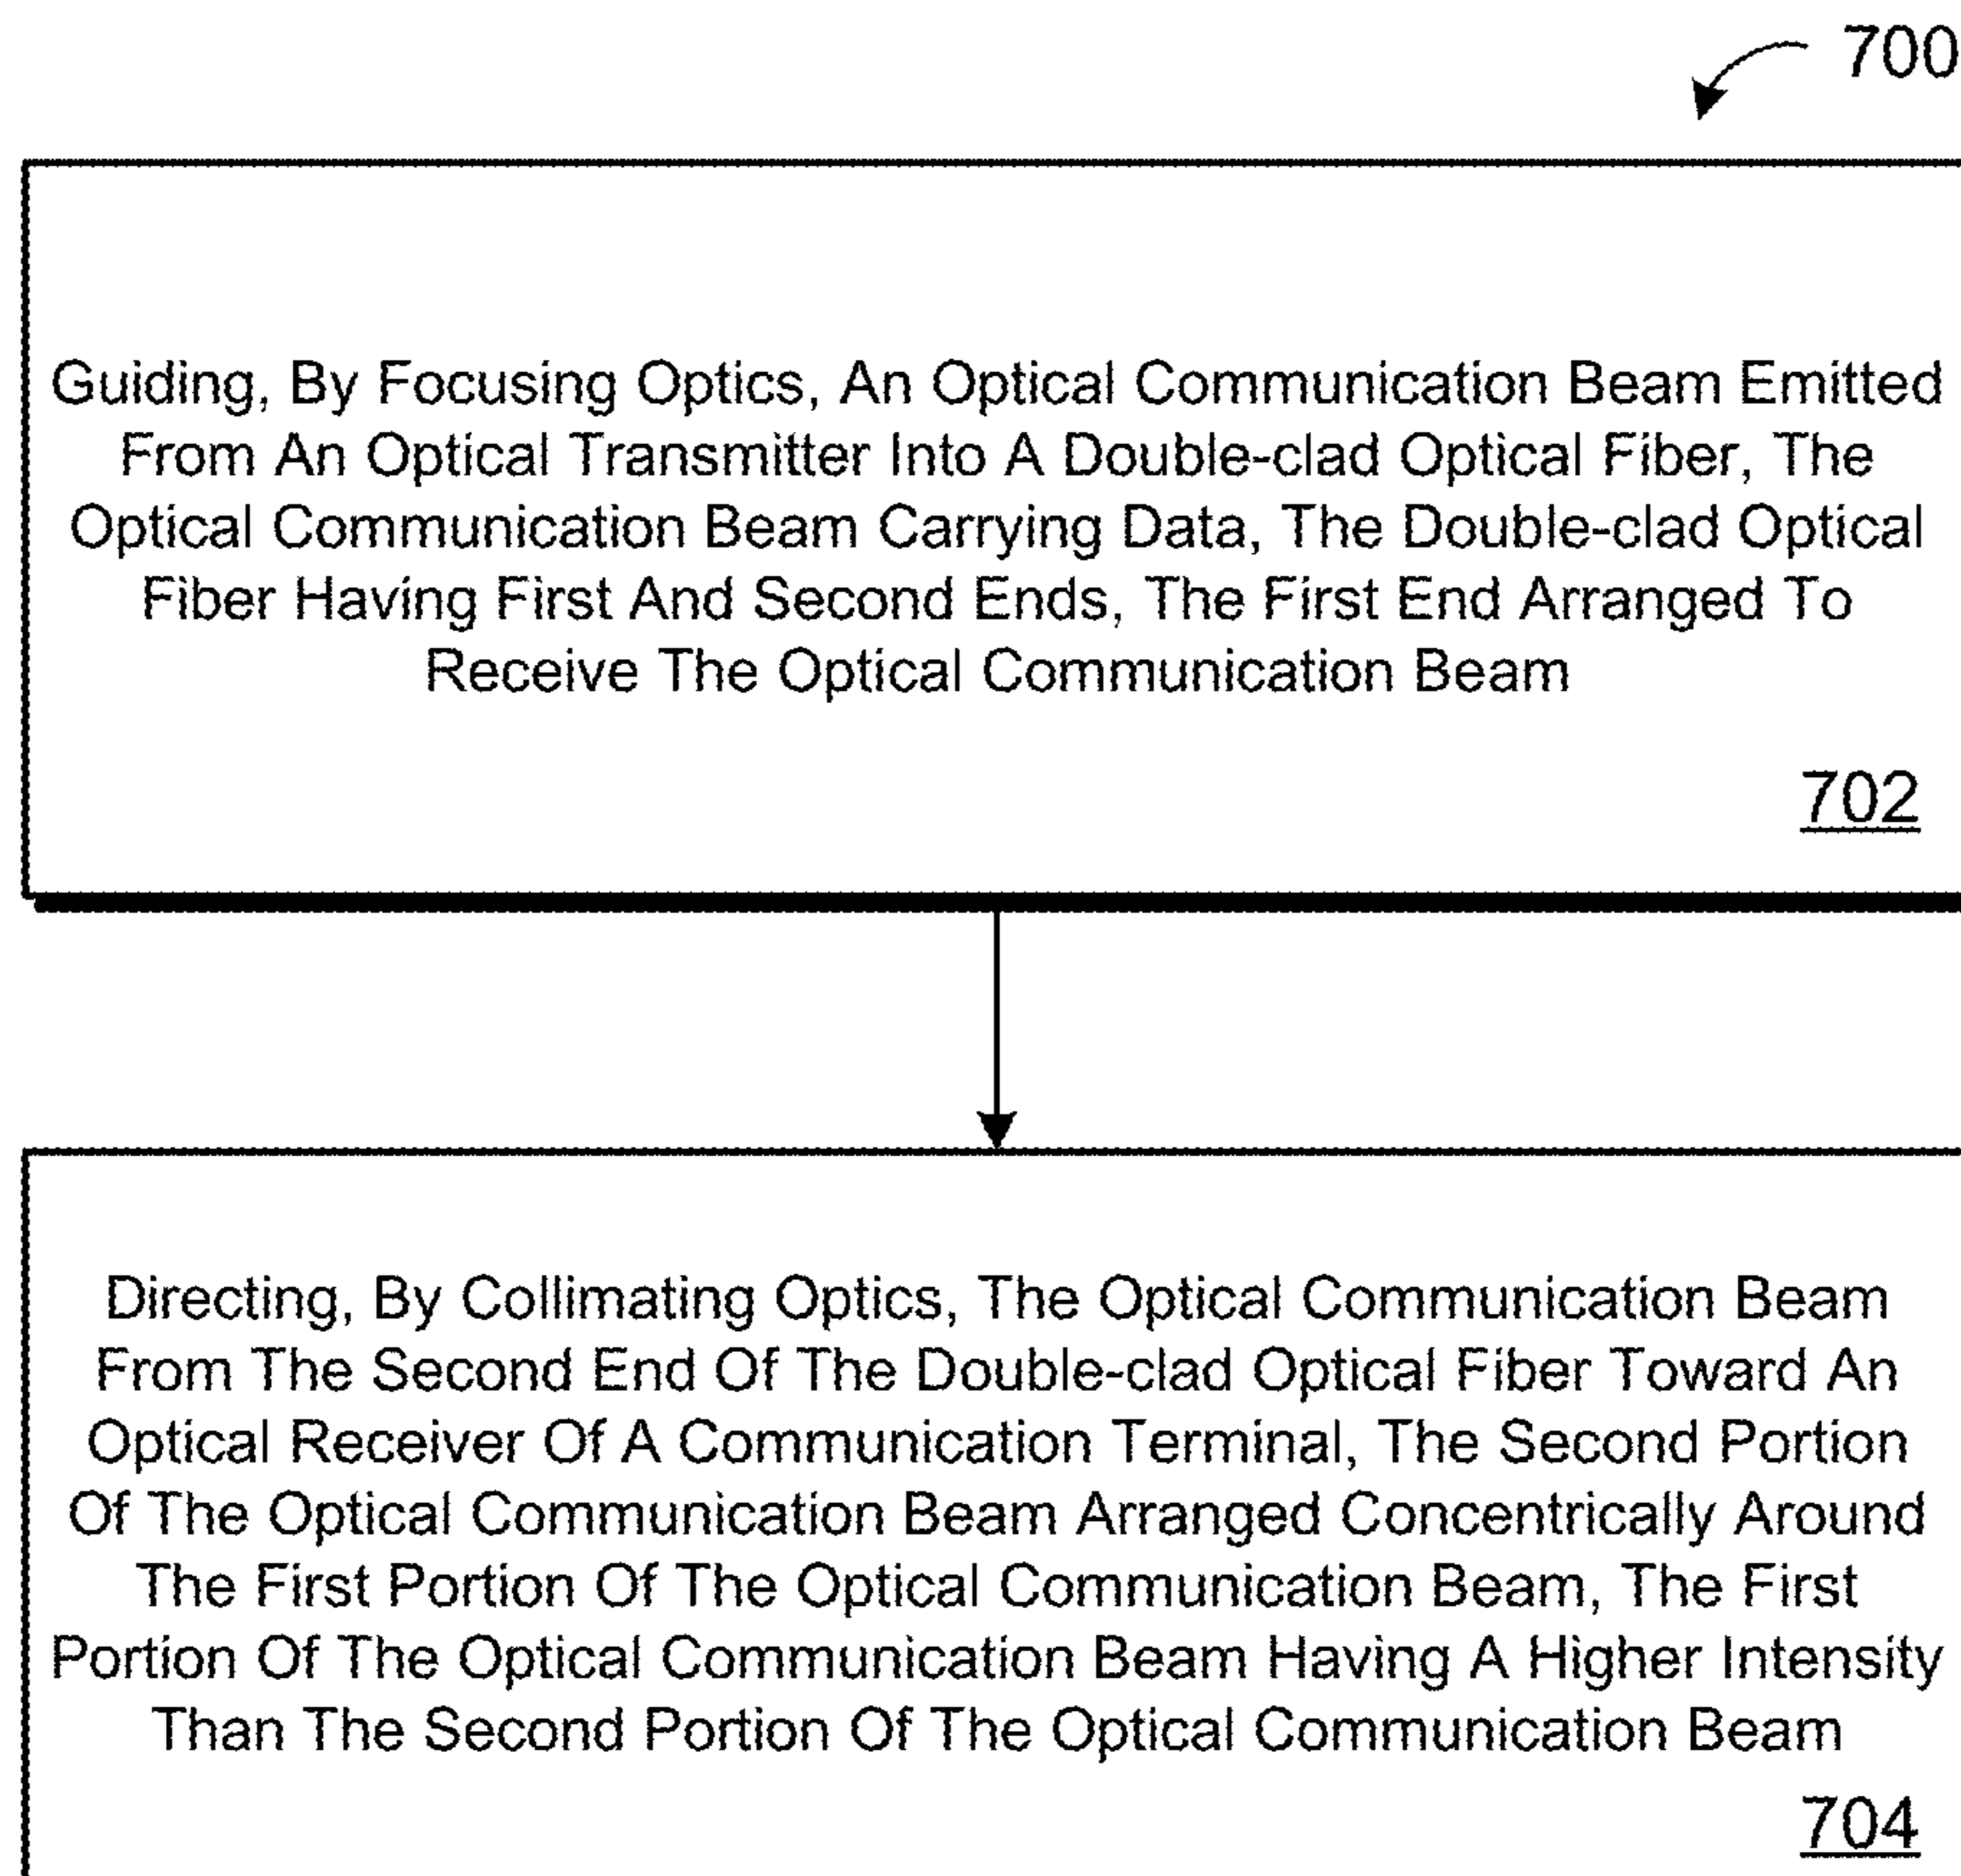 700
Guiding, By Focusing Optics, An Optical Communication Beam Emitted
From An Optical Transmitter Into A Double-clad Optical Fiber, The
Optical Communication Beam Carrying Data, The Double-clad Optical
Fiber Having First And Second Ends, The First End Arranged To
Receive The Optical Communication Beam
702
Directing, By Collimating Optics, The Optical Communication Beam
From The Second End Of The Double-clad Optical Fiber Toward An
Optical Receiver Of A Communication Terminal, The Second Portion
Of The Optical Communication Beam Arranged Concentrically Around
The First Portion Of The Optical Communication Beam, The First
Portion Of The Optical Communication Beam Having A Higher Intensity
Than The Second Portion Of The Optical Communication Beam
704